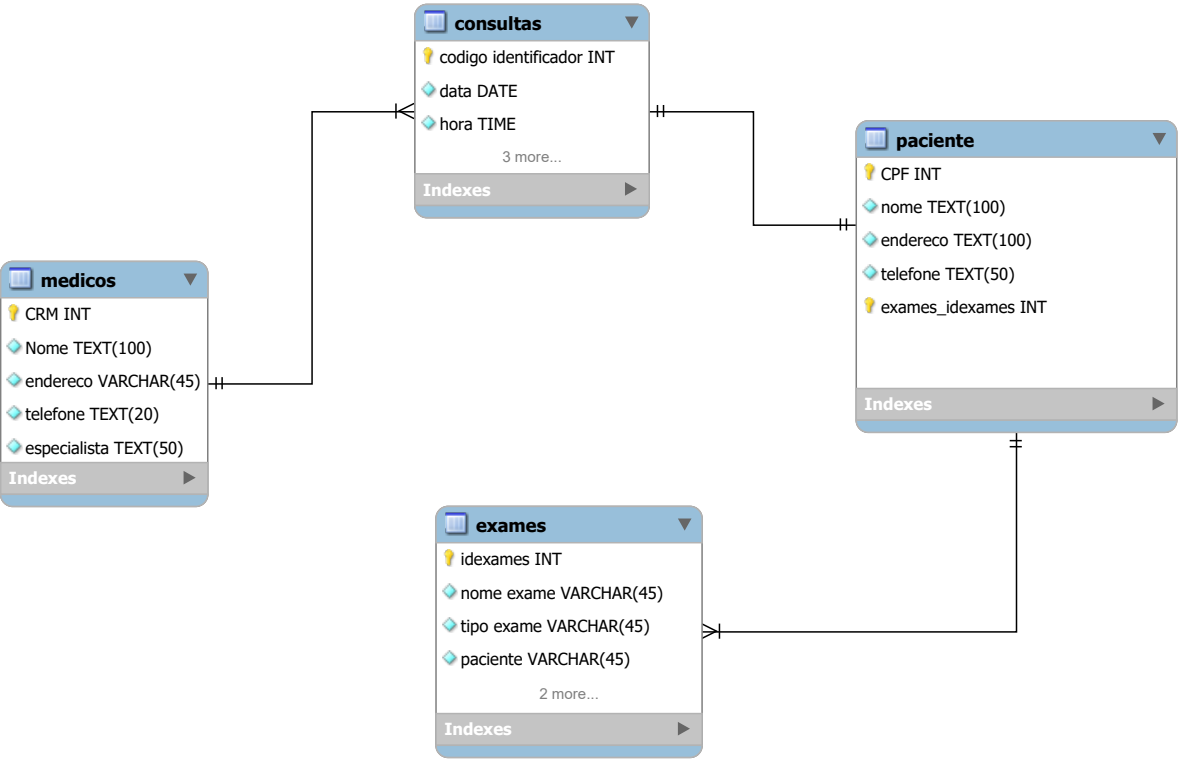 consultas
codigo identificador INT
data DATE
hora TIME
3 more...
Indexes
paciente
CPF INT
nome TEXT(100)
endereco TEXT(100)
telefone TEXT(50)
exames_idexames INT
Indexes
medicos
CRM INT
Nome TEXT(100)
endereco VARCHAR(45)
telefone TEXT(20)
especialista TEXT(50)
Indexes
exames
idexames INT
nome exame VARCHAR(45)
tipo exame VARCHAR(45)
paciente VARCHAR(45)
2 more...
Indexes